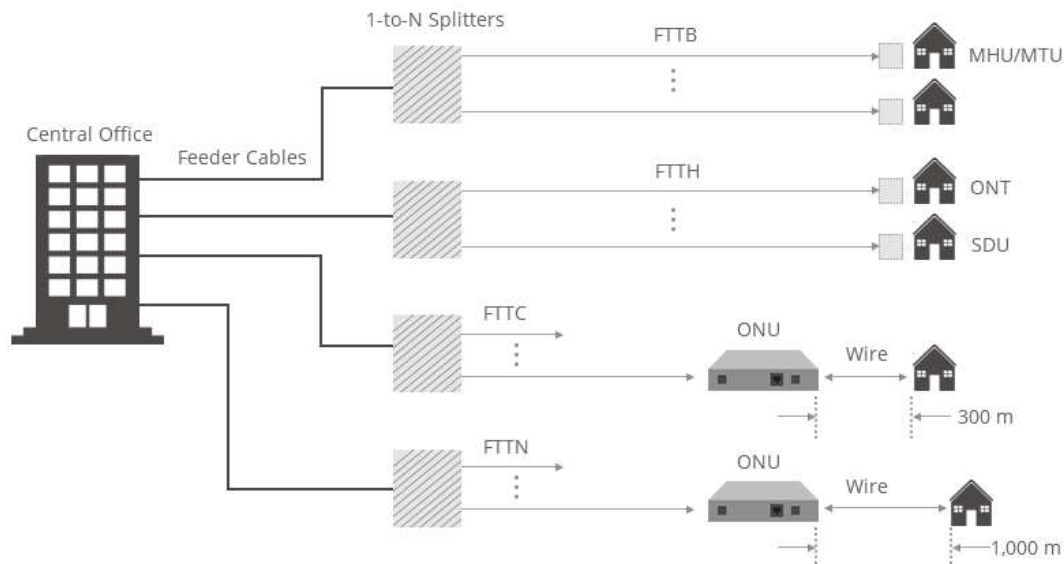 1-to-N Splitters
FTTB
MHU/MTU
Central Office
Feeder Cables
FTTH
ONT
SDU
FTTC
ONU
Wire
300 m
FTTN
ONU
Wire
1,000 m